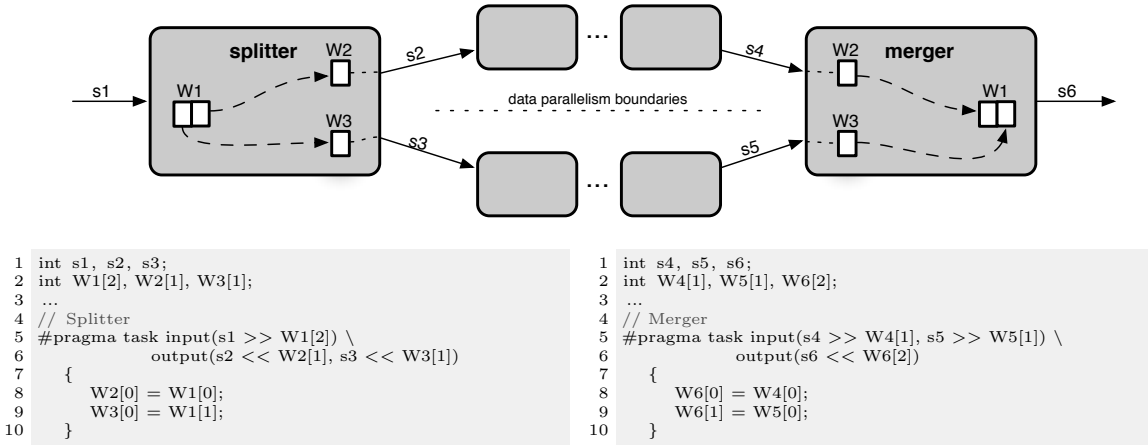 splitter
W2
s1
W1
W3
s2
s3
...
data parallelism boundaries
...
s4
s5
W2
merger
W1
W3
s6
1 int s1, s2, s3;
2 int W1[2], W2[1], W3[1];
3 ...
4 // Splitter
5 #pragma task input(s1 >> W1[2]) \
6 output(s2 << W2[1], s3 << W3[1])
7 {
8 W2[0] = W1[0];
9 W3[0] = W1[1];
10 }
1 int s4, s5, s6;
2 int W4[1], W5[1], W6[2];
3 ...
4 // Merger
5 #pragma task input(s4 >> W4[1], s5 >> W5[1]) \
6 output(s6 << W6[2])
7 {
8 W6[0] = W4[0];
9 W6[1] = W5[0];
10 }